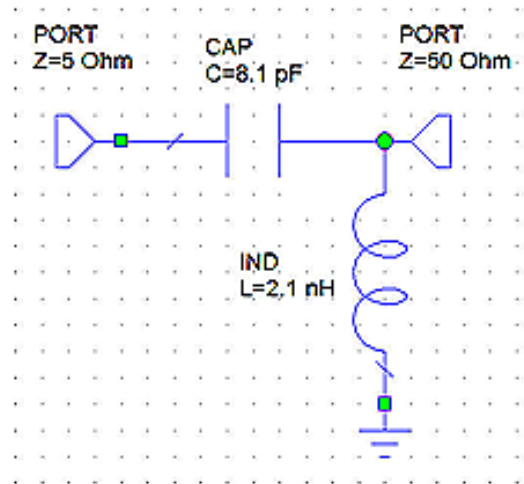 PORT
Z=5 Ohm
CAP
C=8.1 pF
PORT
Z=50 Ohm
IND
L=2.1 nH